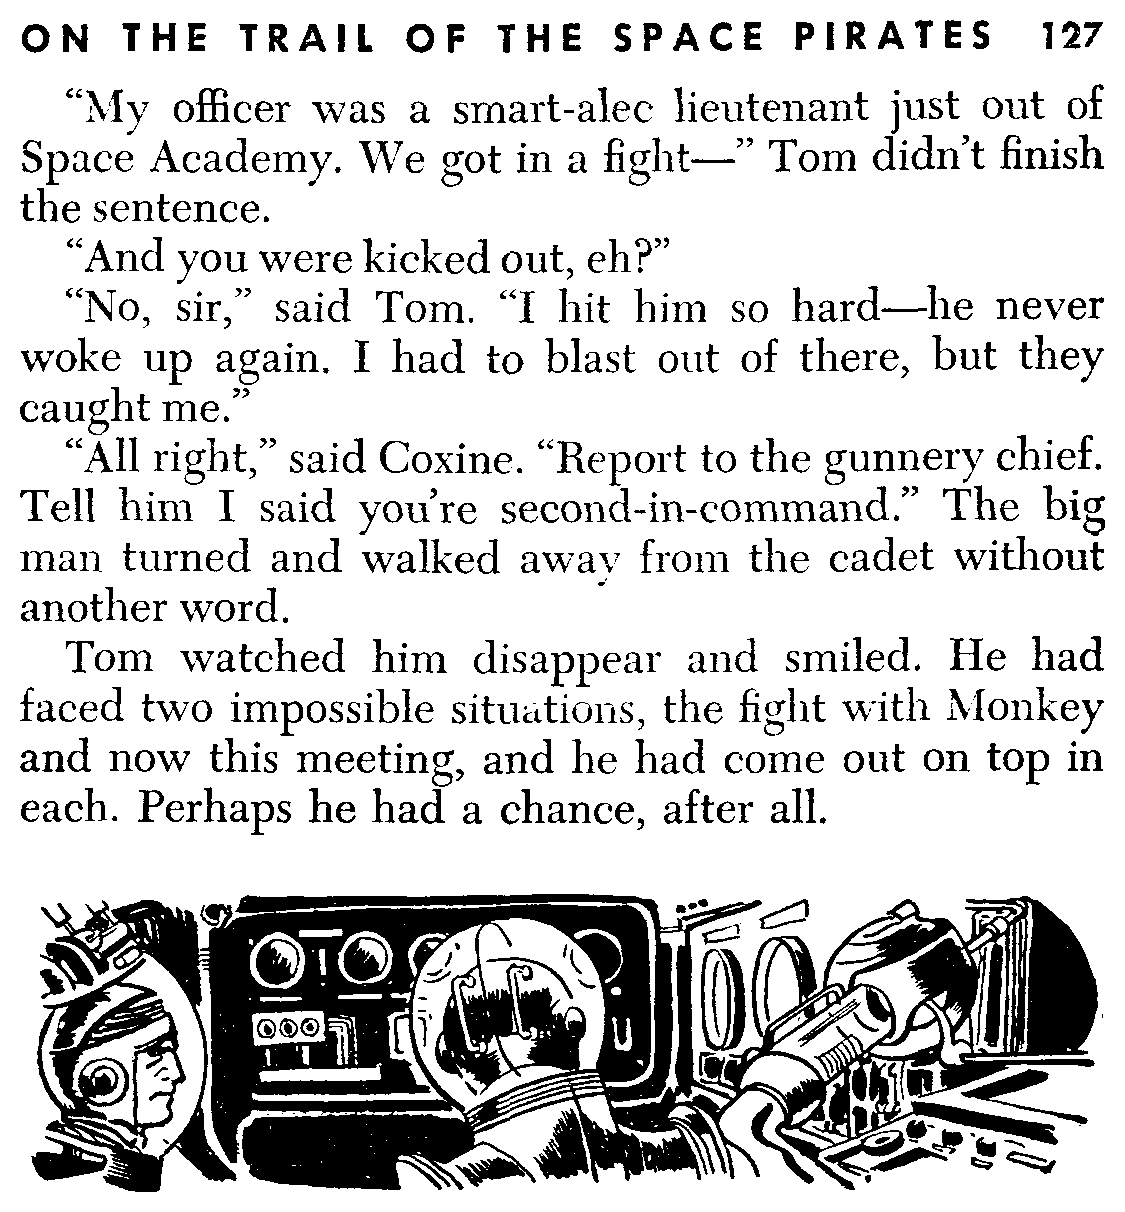 ON THE TRAIL OF THE SPACE PIRATES 127
“My officer was a smart-alec lieutenant just out of
Space Academy. We got in a fight—” Tom didn’t finish
the sentence.
“And you were kicked out, eh?”
“No, sir,” said Tom. “I hit him so hard—he never
woke up again. I had to blast out of there, but they
caught me.”
“All right,” said Coxine. “Report to the gunnery chief.
Tell him I said you’re second-in-command.” The big
man turned and walked away from the cadet without
another word.
Tom watched him disappear and smiled. He had
faced two impossible situations, the fight with Monkey
and now this meeting, and he had come out on top in
each. Perhaps he had a chance, after all.